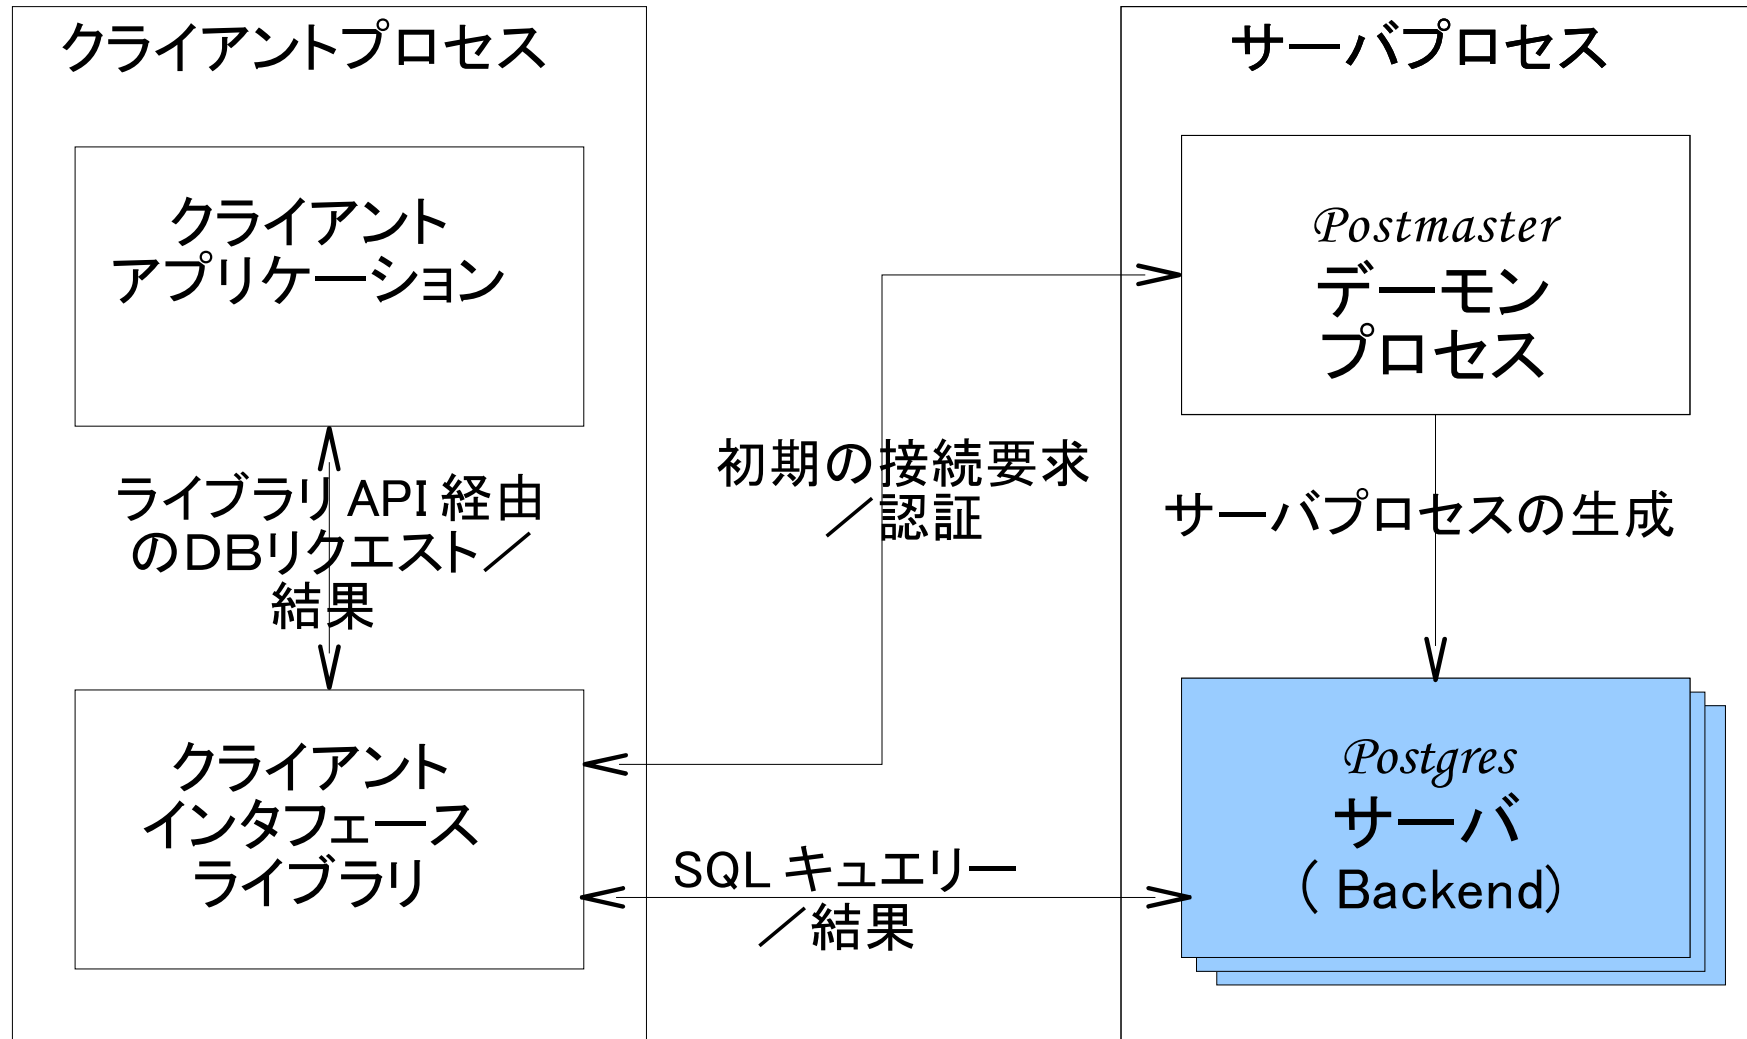 クライアントプロセス
クライアント
アプリケーション
ライブラリ API 経由
のDBリクエスト／
結果
クライアント
インタフェース
ライブラリ
初期の接続要求
／認証
SQL キュエリー
／結果
サーバプロセス
Postmaster
デーモン
プロセス
サーバプロセスの生成
Postgres
サーバ
( Backend)